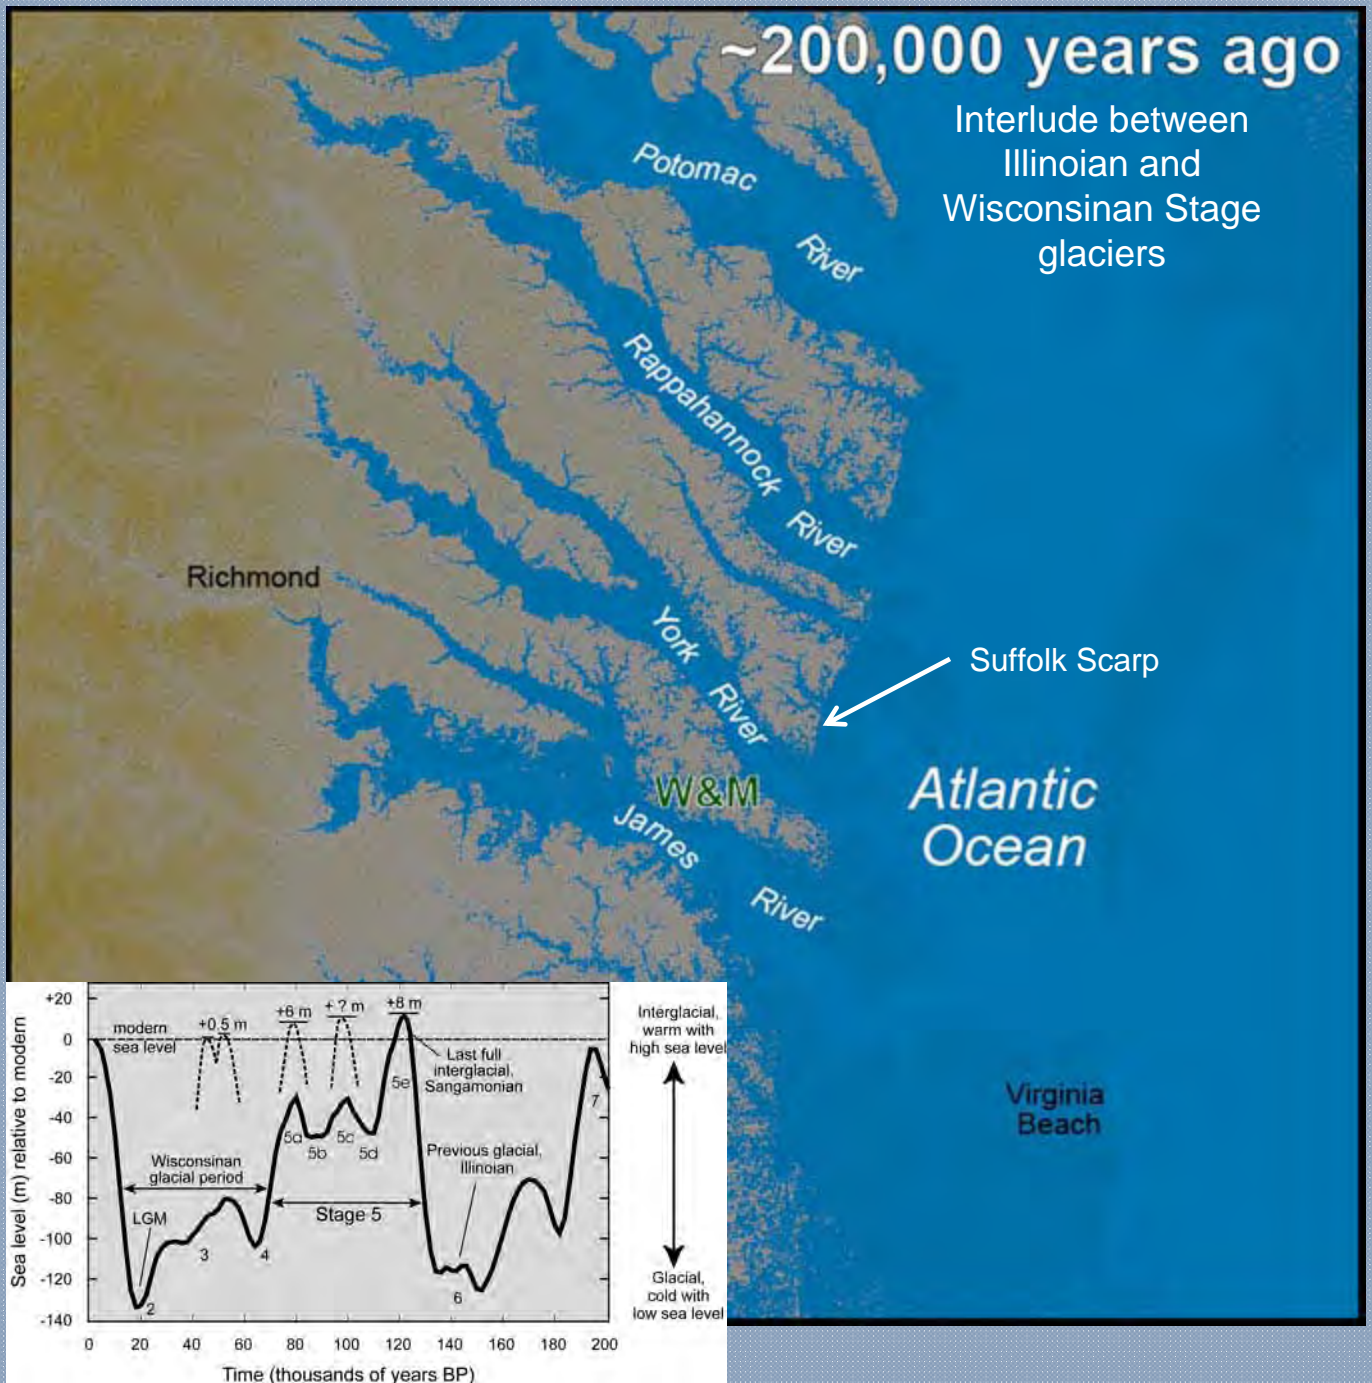 ~200,000 years ago
Interlude between
Illinoian and
Wisconsinan Stage
glaciers
Potomac
River
Rappahannock
River
Richmond
York
River
Suffolk Scarp
W&M
James
River
Atlantic
Ocean
Virginia
Beach
Sea level (m) relative to modern
+20
0
-20
-40
-60
-80
-100
-120
-140
modern
sea level
+0.5 m
+6 m
+ ? m
+8 m
Last full
interglacial,
Sangamonian
5e
5a
5b
5c
5d
7
Wisconsinan
glacial period
Previous glacial,
Illinoian
Stage 5
LGM
2
3
4
6
0
20
40
60
80
100
120
140
160
180
200
Time (thousands of years BP)
Interglacial,
warm with
high sea level
Glacial,
cold with
low sea level